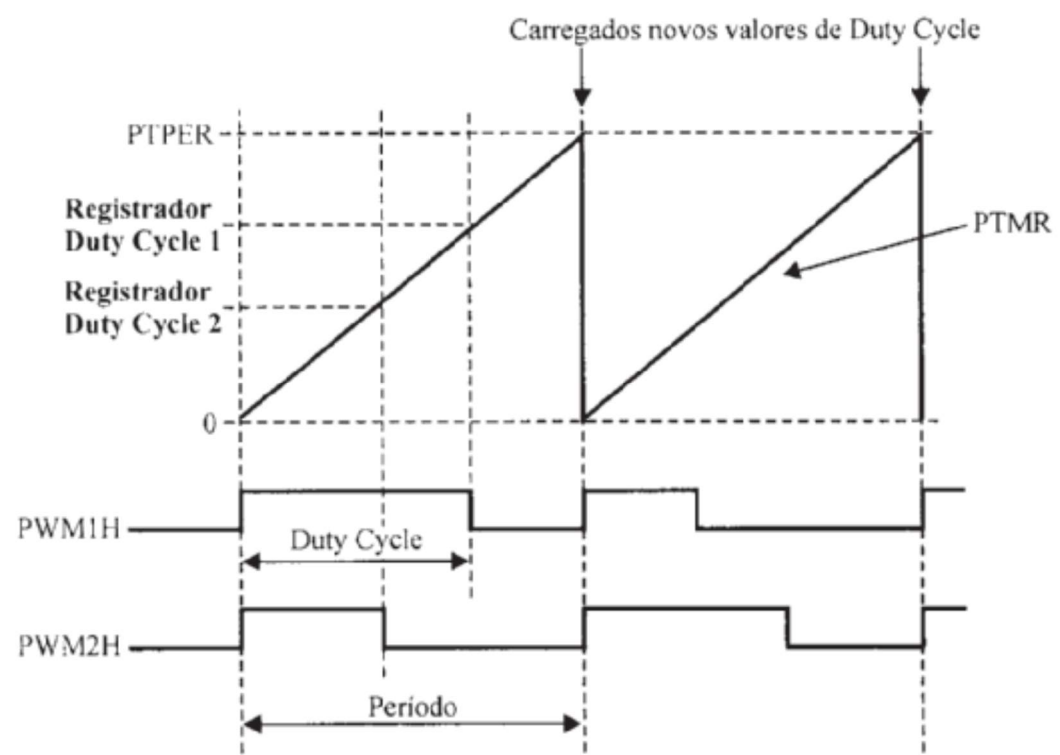 Carregados novos valores de Duty Cycle
PTPER
Registrador
Duty Cycle 1
PTMR
Registrador
Duty Cycle 2
0
PWM1H
Duty Cycle
PWM2H
Período